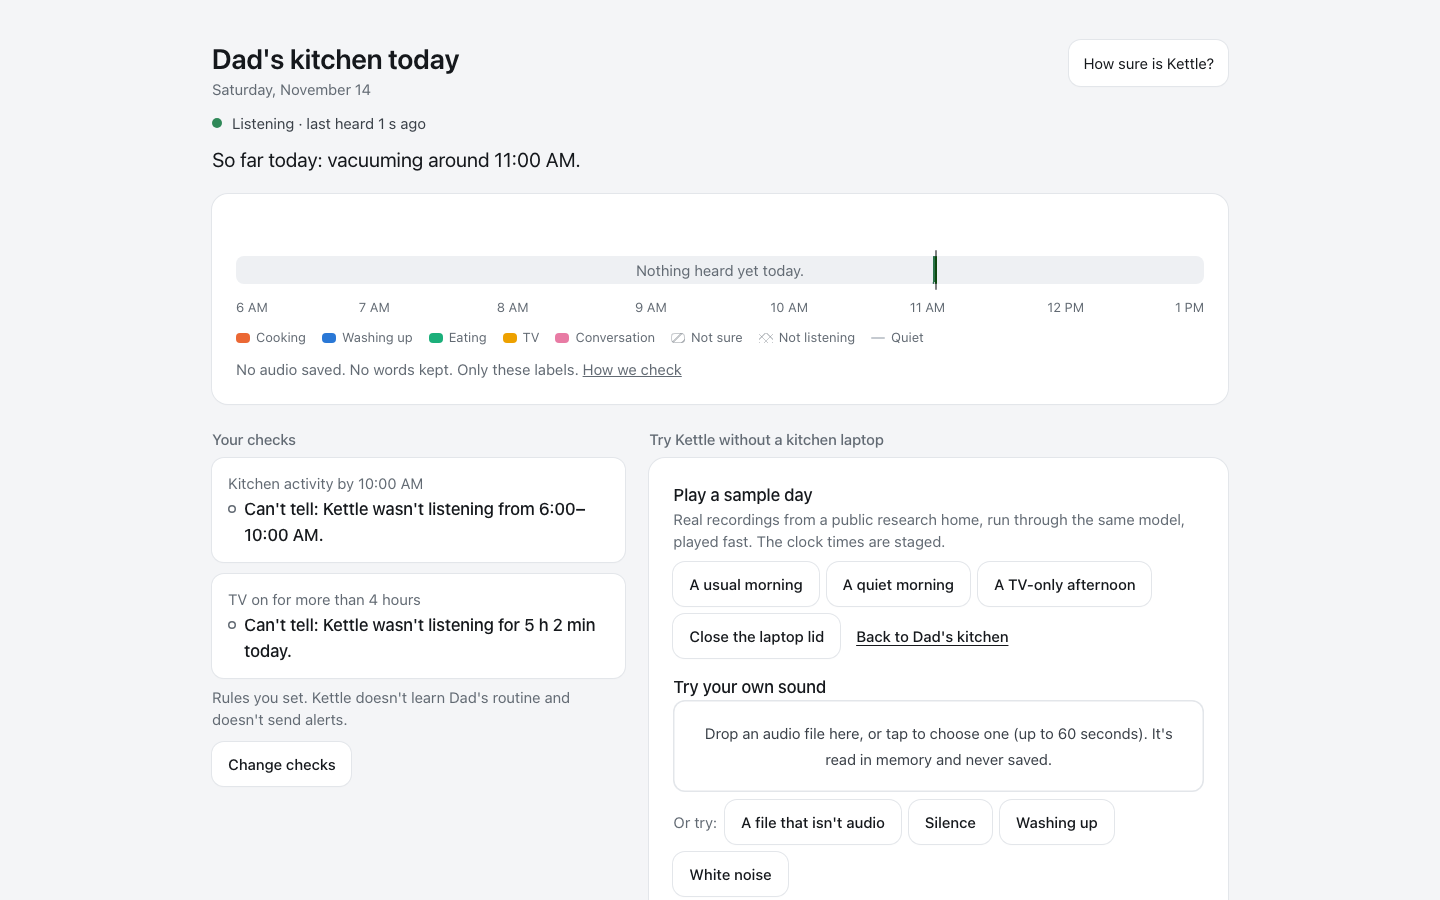 Dad's kitchen today
How sure is Kettle?
Saturday, November 14
Listening · last heard 1 s ago
So far today: vacuuming around 11:00 AM.
Nothing heard yet today.
6 AM 7 AM 8 AM 9 AM 10 AM 11 AM 12 PM 1 PM
Cooking Washing up Eating TV Conversation Not sure Not listening Quiet
No audio saved. No words kept. Only these labels. How we check
Your checks
Kitchen activity by 10:00 AM
Can't tell: Kettle wasn't listening from 6:00–
10:00 AM.
TV on for more than 4 hours
Can't tell: Kettle wasn't listening for 5 h 2 min
today.
Rules you set. Kettle doesn't learn Dad's routine and
doesn't send alerts.
Change checks
Try Kettle without a kitchen laptop
Play a sample day
Real recordings from a public research home, run through the same model,
played fast. The clock times are staged.
A usual morning A quiet morning A TV-only afternoon
Close the laptop lid Back to Dad's kitchen
Try your own sound
Drop an audio file here, or tap to choose one (up to 60 seconds). It's
read in memory and never saved.
Or try: A file that isn't audio Silence Washing up
White noise